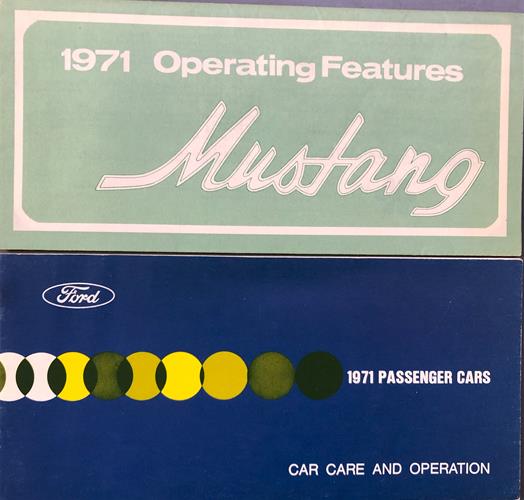 1971 Operating Features
Mustang
Ford
1971 PASSENGER CARS
CAR CARE AND OPERATION